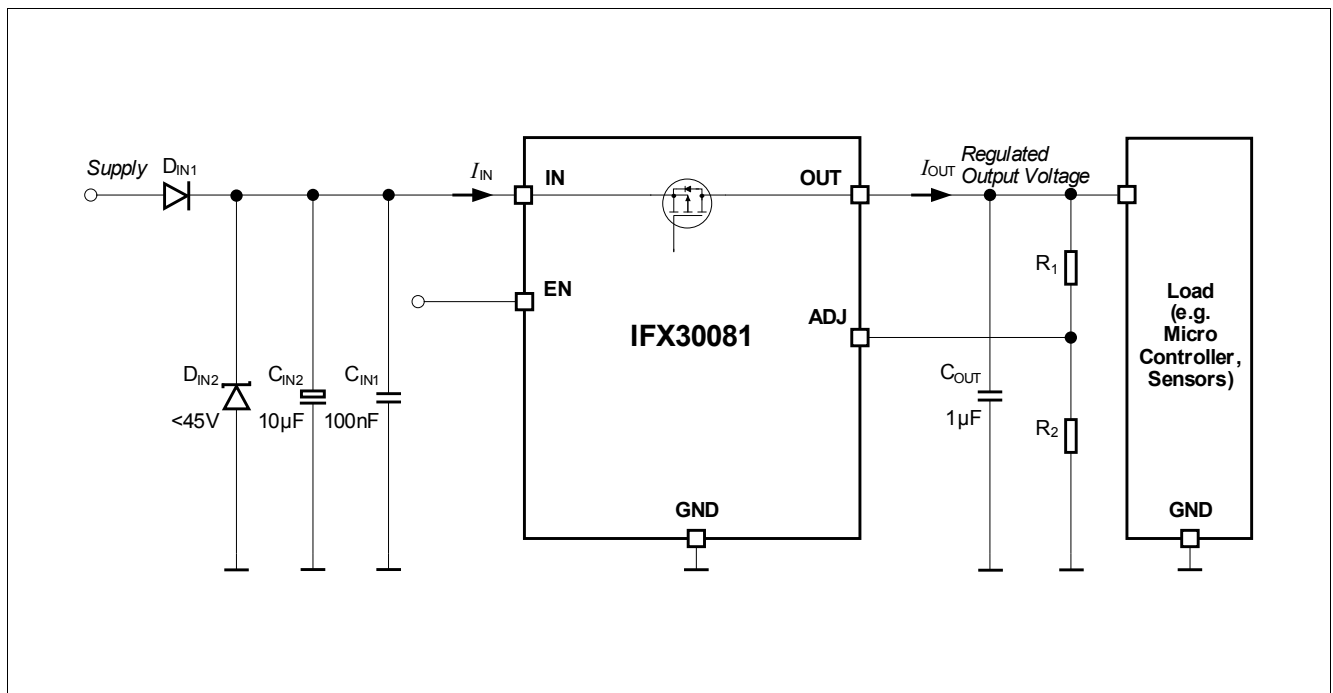 Supply
DIN1
IIN
IN
OUT
IOUT
Regulated
Output Voltage
EN
IFX30081
ADJ
R1
Load
(e.g.
Micro
Controller,
Sensors)
DIN2
<45V
CIN2
10µF
CIN1
100nF
COUT
1µF
R2
GND
GND